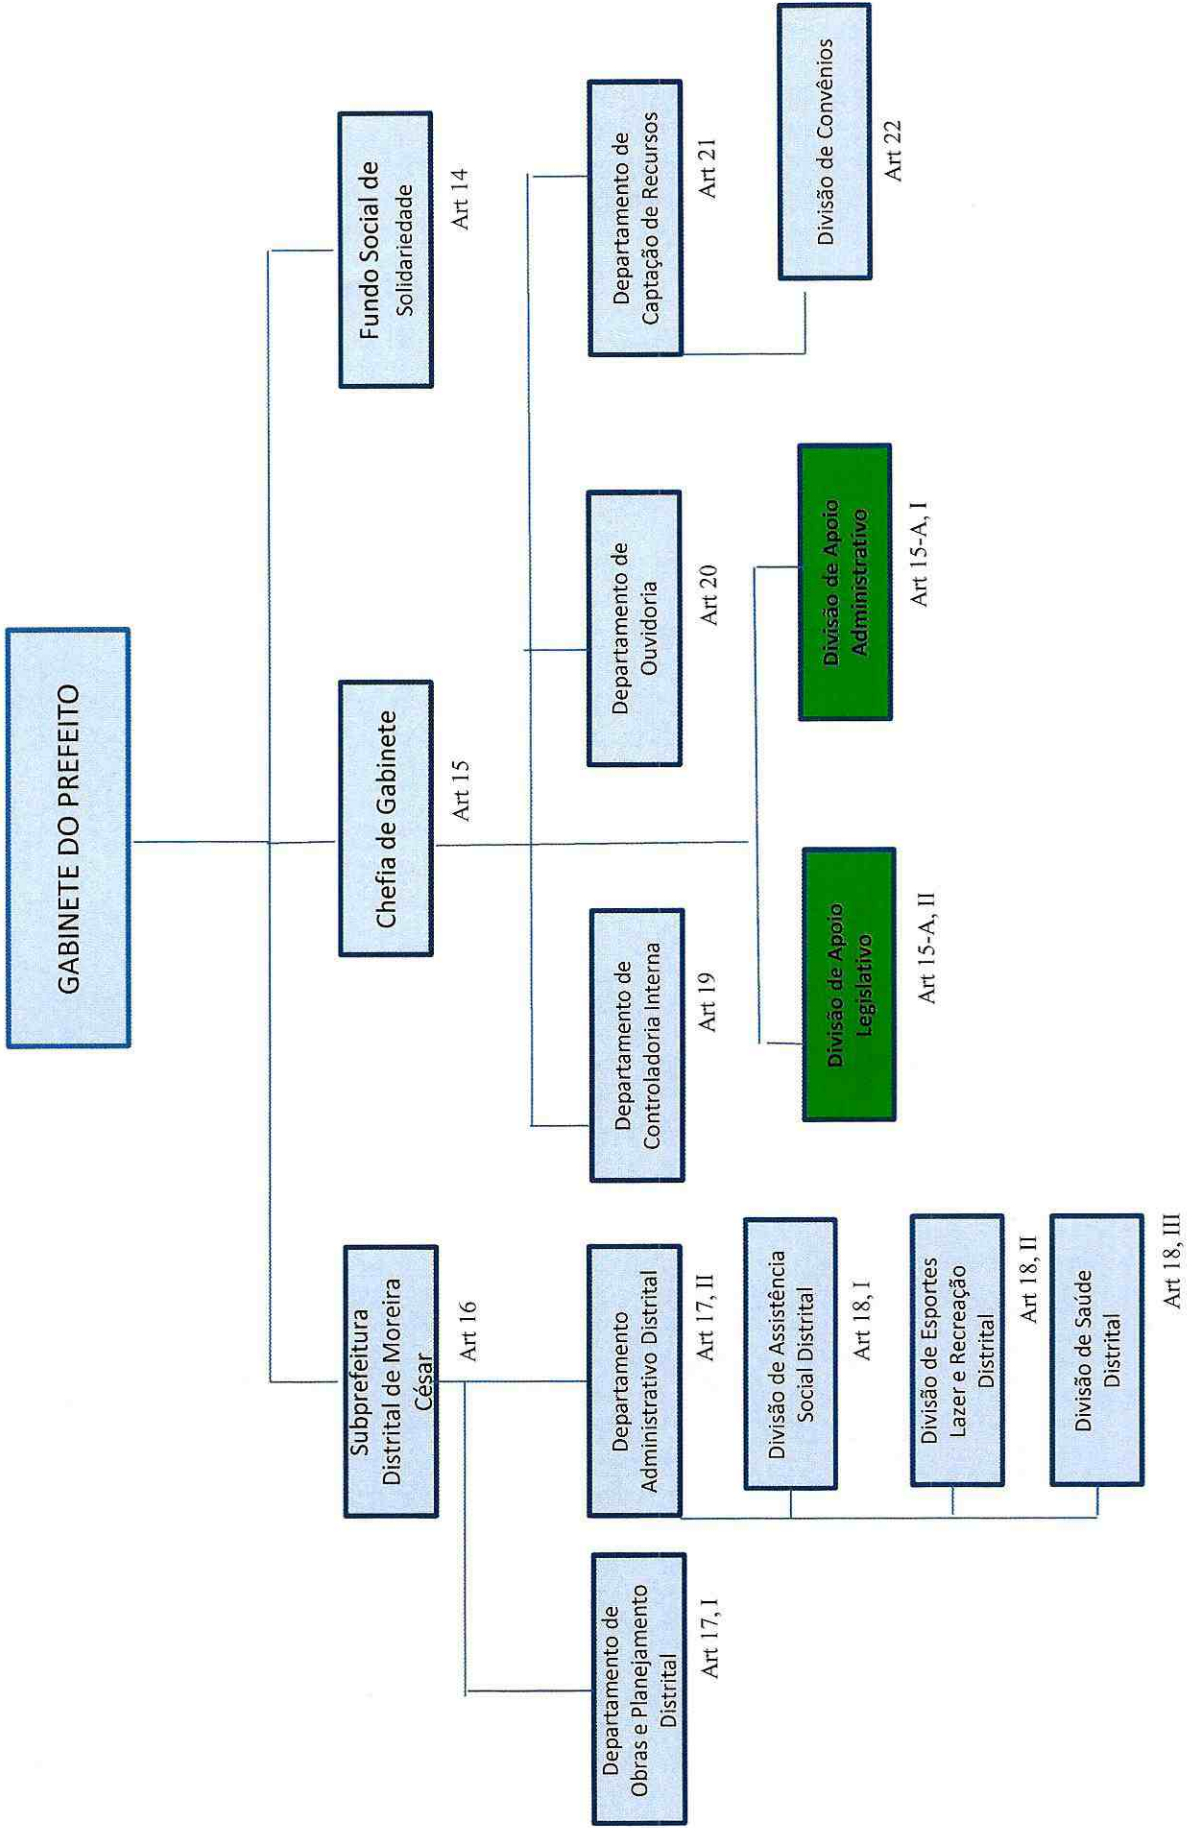 GABINETE DO PREFEITO
Subprefeitura
Distrital de Moreira
César
Art 16
Chefia de Gabinete
Art 15
Fundo Social de
Solidariedade
Art 14
Departamento de
Obras e Planejamento
Distrital
Art 17, I
Departamento
Administrativo Distrital
Art 17, II
Departamento de
Controladoria Interna
Art 19
Departamento de
Ouvidoria
Art 20
Departamento de
Captação de Recursos
Art 21
Divisão de Assistência
Social Distrital
Art 18, I
Divisão de Esportes
Lazer e Recreação
Distrital
Art 18, II
Divisão de Saúde
Distrital
Art 18, III
Divisão de Apoio
Legislativo
Art 15-A, II
Divisão de Apoio
Administrativo
Art 15-A, I
Divisão de Convênios
Art 22